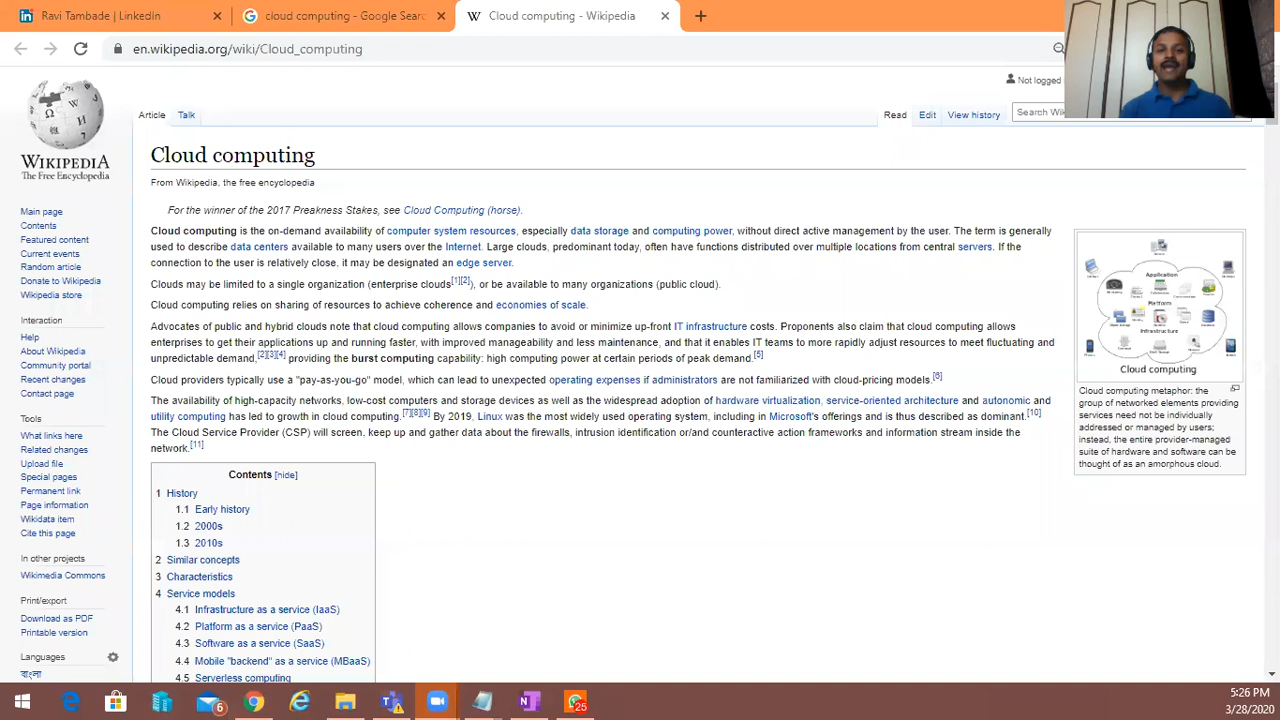 Ravi Tambade | LinkedIn
cloud computing - Google Sear
W Cloud computing - Wikipedia
en.wikipedia.org/wiki/Cloud_computing
Not logged
Article Talk Read Edit View history Search Wi
WIKIPEDIA
The Free Encyclopedia
Main page
Contents
Featured content
Current events
Random article
Donate to Wikipedia
Wikipedia store
Interaction
Help
About Wikipedia
Community portal
Recent changes
Contact page
Tools
What links here
Related changes
Upload file
Special pages
Permanent link
Page information
Wikidata item
Cite this page
In other projects
Wikimedia Commons
Print/export
Download as PDF
Printable version
Languages
বাংলা
Cloud computing
From Wikipedia, the free encyclopedia
For the winner of the 2017 Preakness Stakes, see Cloud Computing (horse).
Cloud computing is the on-demand availability of computer system resources, especially data storage and computing power, without direct active management by the user. The term is generally
used to describe data centers available to many users over the Internet. Large clouds, predominant today, often have functions distributed over multiple locations from central servers. If the
connection to the user is relatively close, it may be designated an edge server.
Clouds may be limited to a single organization (enterprise clouds[1][2]), or be available to many organizations (public cloud).
Cloud computing relies on sharing of resources to achieve coherence and economies of scale.
Advocates of public and hybrid clouds note that cloud computing allows companies to avoid or minimize up-front IT infrastructure costs. Proponents also claim that cloud computing allows
enterprises to get their applications up and running faster, with improved manageability and less maintenance, and that it enables IT teams to more rapidly adjust resources to meet fluctuating and
unpredictable demand,[2][3][4] providing the burst computing capability: high computing power at certain periods of peak demand.[5]
Cloud providers typically use a "pay-as-you-go" model, which can lead to unexpected operating expenses if administrators are not familiarized with cloud-pricing models.[6]
The availability of high-capacity networks, low-cost computers and storage devices as well as the widespread adoption of hardware virtualization, service-oriented architecture and autonomic and
utility computing has led to growth in cloud computing.[7][8][9] By 2019, Linux was the most widely used operating system, including in Microsoft's offerings and is thus described as dominant.[10]
The Cloud Service Provider (CSP) will screen, keep up and gather data about the firewalls, intrusion identification or/and counteractive action frameworks and information stream inside the
network.[11]
Contents [hide]
1 History
1.1 Early history
1.2 2000s
1.3 2010s
2 Similar concepts
3 Characteristics
4 Service models
4.1 Infrastructure as a service (IaaS)
4.2 Platform as a service (PaaS)
4.3 Software as a service (SaaS)
4.4 Mobile "backend" as a service (MBaaS)
4.5 Serverless computing
Application
Platform
Infrastructure
Cloud computing
Cloud computing metaphor: the
group of networked elements providing
services need not be individually
addressed or managed by users;
instead, the entire provider-managed
suite of hardware and software can be
thought of as an amorphous cloud.
6
25
5:26 PM
3/28/2020